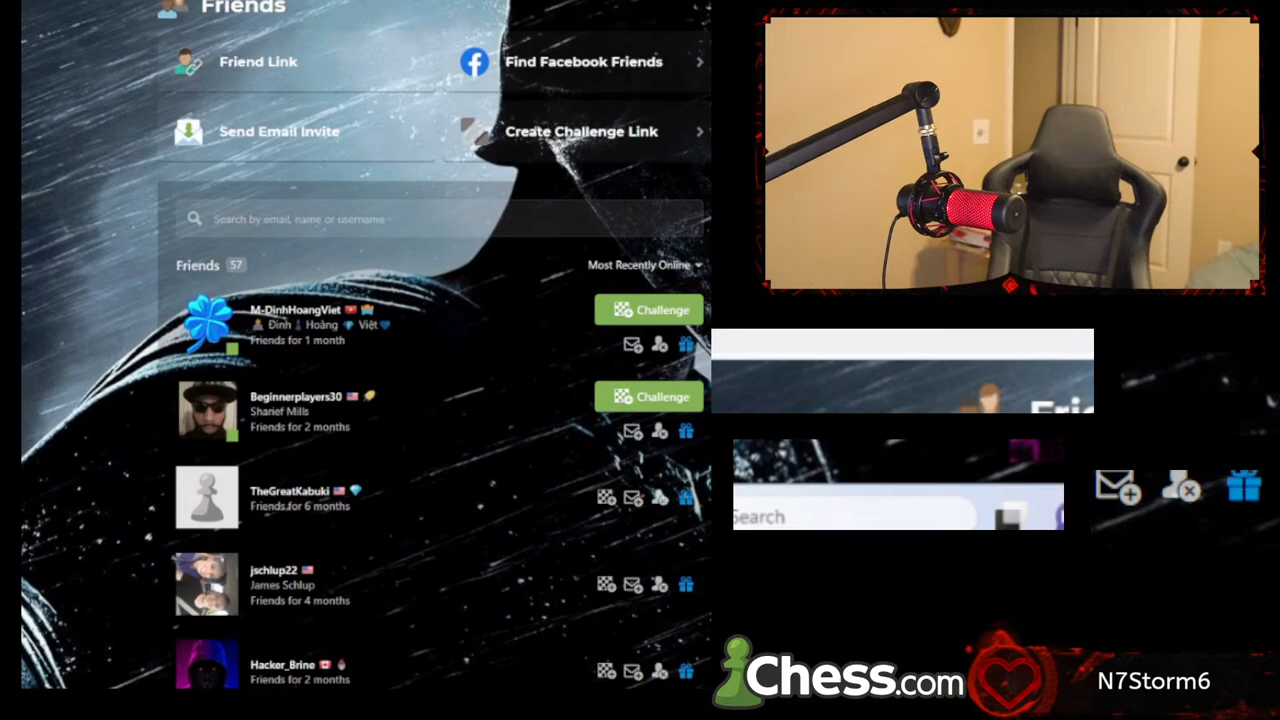 Friends
Friend Link
Find Facebook Friends
Send Email Invite
Create Challenge Link
Search by email, name or username
Friends 57
Most Recently Online
M-DinhHoangViet
Đinh Hoàng Việt
Friends for 1 month
Challenge
Beginnerplayers30
Sharief Mills
Friends for 2 months
Challenge
TheGreatKabuki
Friends for 6 months
jschlup22
James Schlup
Friends for 4 months
Hacker_Brine
Friends for 2 months
Search
Chess.com
N7Storm6